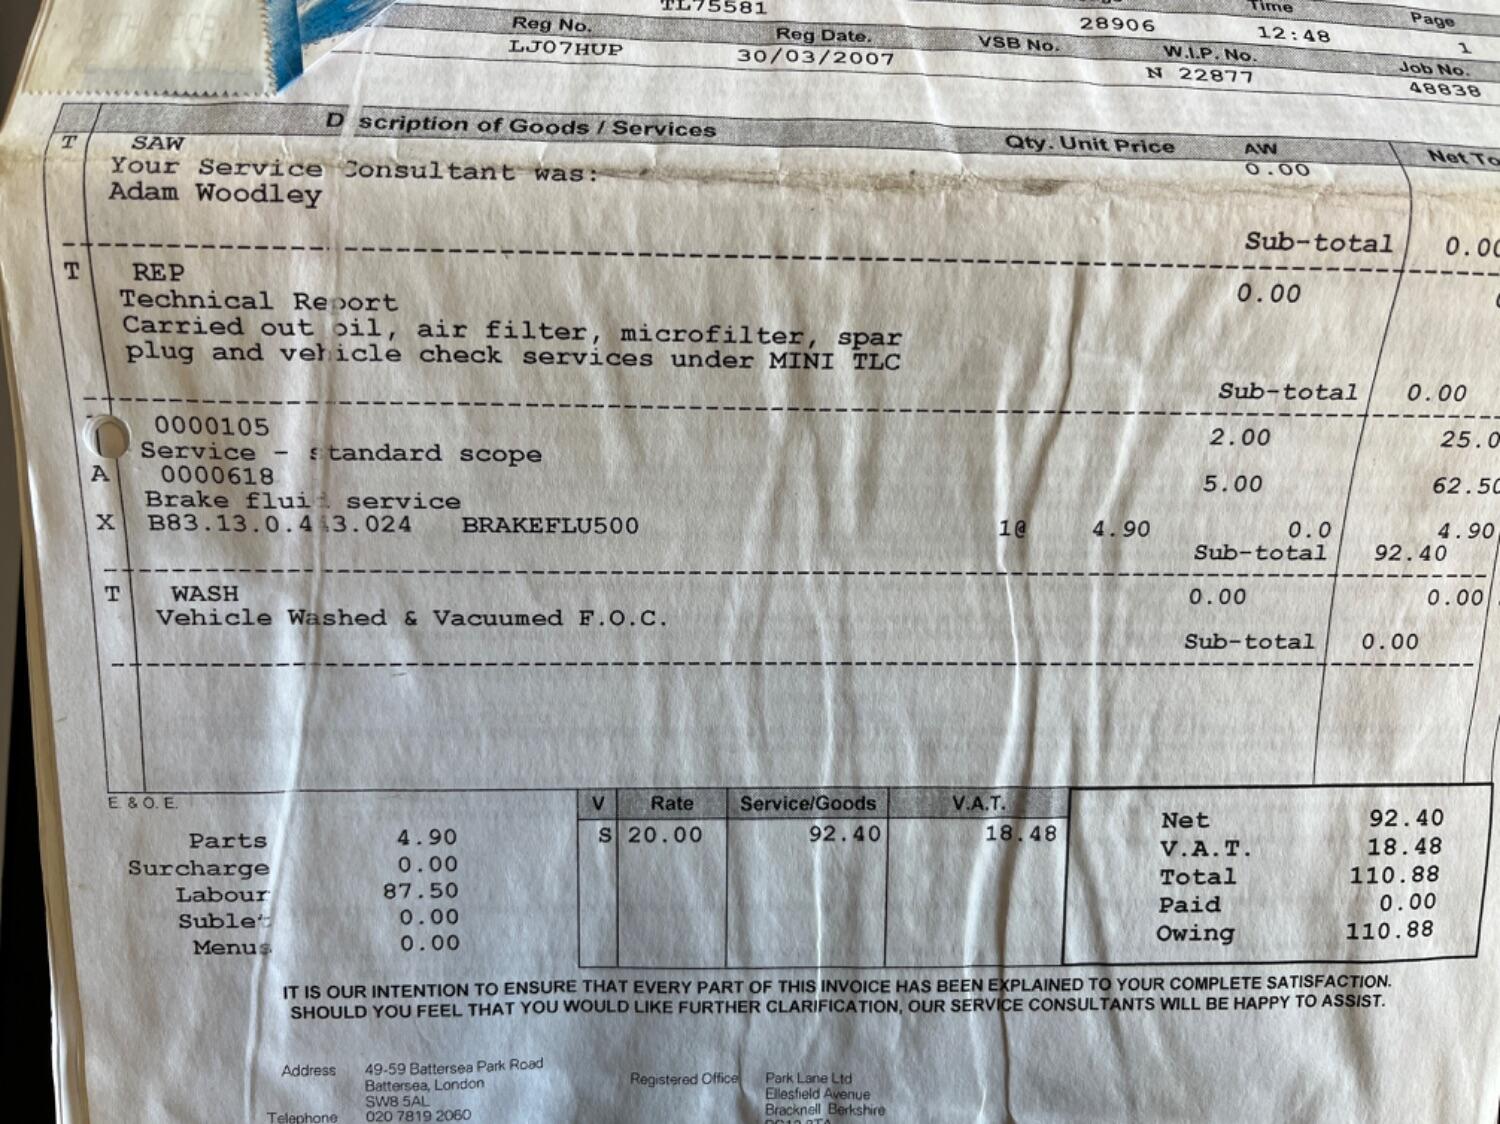 TL75581
Time
Page
Reg No.
Reg Date.
28906
12:48
1
LJ07HUP
30/03/2007
VSB No.
W.I.P. No.
N 22877
Job No.
48838
D scription of Goods / Services
Qty. Unit Price
AW
Net To
T SAW
0.00
Your Service Consultant was:
Adam Woodley
Sub-total 0.00
T REP
Technical Report
0.00
Carried out oil, air filter, microfilter, spar
plug and vehicle check services under MINI TLC
Sub-total 0.00
0000105
2.00 25.0
Service - standard scope
A 0000618
5.00 62.50
Brake fluid service
X BRAKEFLU500 1@ 4.90 0.0 4.90
Sub-total 92.40
T WASH
0.00 0.00
Vehicle Washed & Vacuumed F.O.C.
Sub-total 0.00
E. & O. E.
V Rate Service/Goods V.A.T.
S 20.00 92.40 18.48
Parts 4.90
Surcharge 0.00
Labour 87.50
Sublet 0.00
Menus 0.00
Net 92.40
V.A.T. 18.48
Total 110.88
Paid 0.00
Owing 110.88
IT IS OUR INTENTION TO ENSURE THAT EVERY PART OF THIS INVOICE HAS BEEN EXPLAINED TO YOUR COMPLETE SATISFACTION.
SHOULD YOU FEEL THAT YOU WOULD LIKE FURTHER CLARIFICATION, OUR SERVICE CONSULTANTS WILL BE HAPPY TO ASSIST.
Address 49-59 Battersea Park Road
Battersea, London
SW8 5AL
Telephone 020 7819 2060
Registered Office Park Lane Ltd
Ellesfield Avenue
Bracknell Berkshire